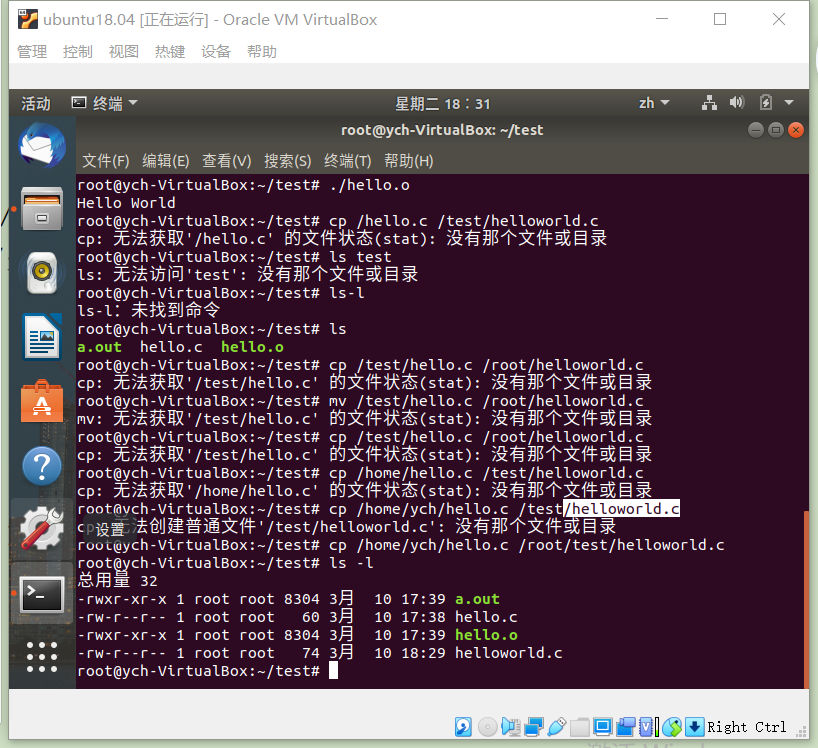 ubuntu18.04 [正在运行] - Oracle VM VirtualBox
管理 控制 视图 热键 设备 帮助
活动 终端 星期二 18：31 zh
root@ych-VirtualBox: ~/test
文件(F) 编辑(E) 查看(V) 搜索(S) 终端(T) 帮助(H)
root@ych-VirtualBox:~/test# ./hello.o
Hello World
root@ych-VirtualBox:~/test# cp /hello.c /test/helloworld.c
cp: 无法获取'/hello.c' 的文件状态(stat): 没有那个文件或目录
root@ych-VirtualBox:~/test# ls test
ls: 无法访问'test': 没有那个文件或目录
root@ych-VirtualBox:~/test# ls-l
ls-l：未找到命令
root@ych-VirtualBox:~/test# ls
a.out hello.c hello.o
root@ych-VirtualBox:~/test# cp /test/hello.c /root/helloworld.c
cp: 无法获取'/test/hello.c' 的文件状态(stat): 没有那个文件或目录
root@ych-VirtualBox:~/test# mv /test/hello.c /root/helloworld.c
mv: 无法获取'/test/hello.c' 的文件状态(stat): 没有那个文件或目录
root@ych-VirtualBox:~/test# cp /test/hello.c /root/helloworld.c
cp: 无法获取'/test/hello.c' 的文件状态(stat): 没有那个文件或目录
root@ych-VirtualBox:~/test# cp /home/hello.c /test/helloworld.c
cp: 无法获取'/home/hello.c' 的文件状态(stat): 没有那个文件或目录
root@ych-VirtualBox:~/test# cp /home/ych/hello.c /test/helloworld.c
设置 法创建普通文件'/test/helloworld.c': 没有那个文件或目录
root@ych-VirtualBox:~/test# cp /home/ych/hello.c /root/test/helloworld.c
root@ych-VirtualBox:~/test# ls -l
总用量 32
-rwxr-xr-x 1 root root 8304 3月 10 17:39 a.out
-rw-r--r-- 1 root root 60 3月 10 17:38 hello.c
-rwxr-xr-x 1 root root 8304 3月 10 17:39 hello.o
-rw-r--r-- 1 root root 74 3月 10 18:29 helloworld.c
root@ych-VirtualBox:~/test#
Right Ctrl